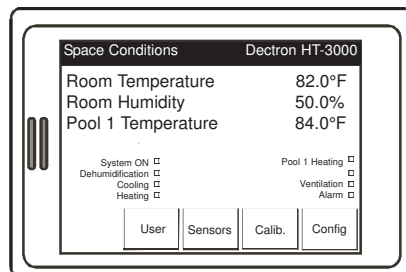 Space Conditions Dectron HT-3000
Room Temperature 82.0°F
Room Humidity 50.0%
Pool 1 Temperature 84.0°F
System ON Pool 1 Heating
Dehumidification
Cooling Ventilation
Heating Alarm
User Sensors Calib. Config